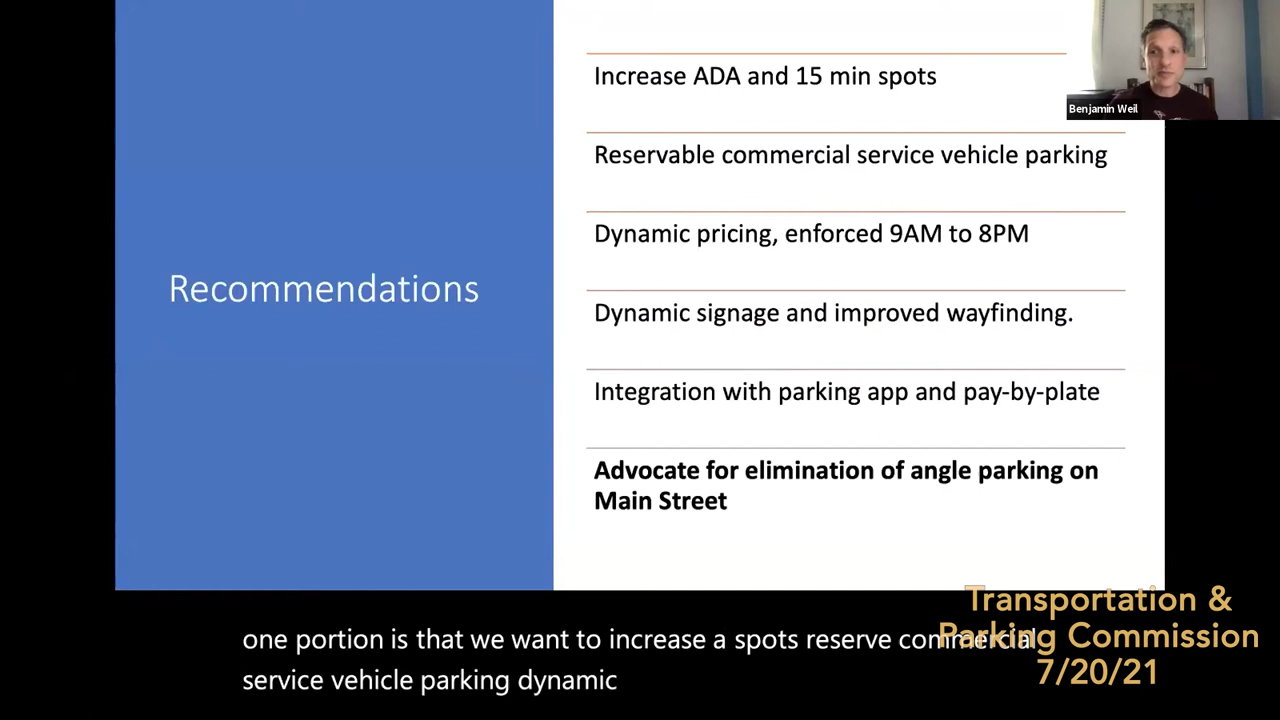 Increase ADA and 15 min spots
Benjamin Weil
Reservable commercial service vehicle parking
Dynamic pricing, enforced 9AM to 8PM
Recommendations
Dynamic signage and improved wayfinding.
Integration with parking app and pay-by-plate
Advocate for elimination of angle parking on
Main Street
one portion is that we want to increase a spots reserve commercial
service vehicle parking dynamic
Transportation &
Parking Commission
7/20/21